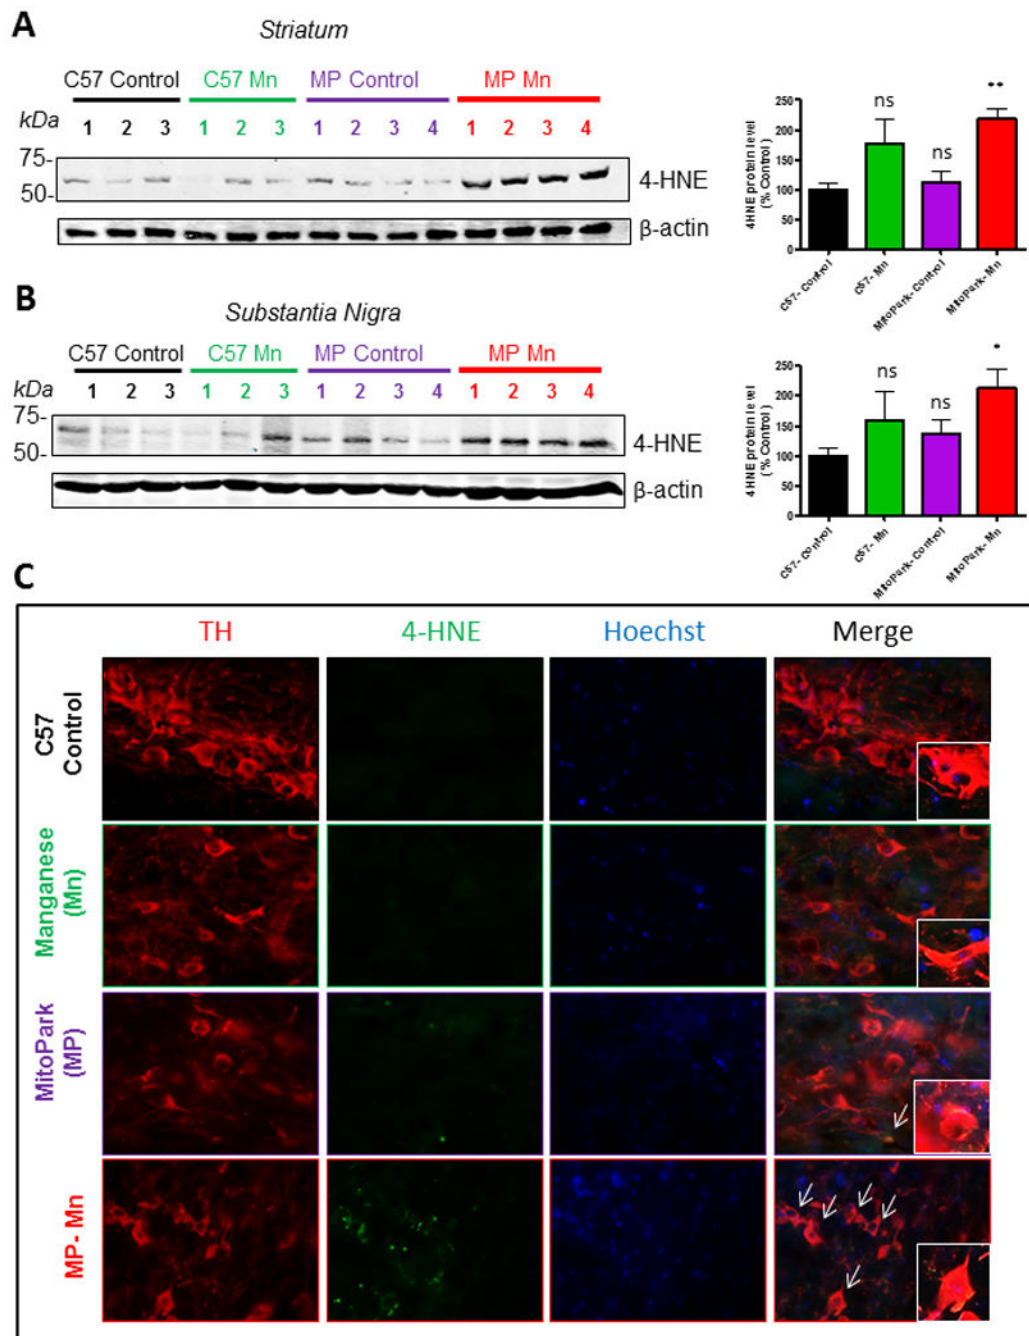 A
Striatum
C57 Control C57 Mn MP Control MP Mn
kDa 1 2 3 1 2 3 1 2 3 4 1 2 3 4
75-
50-
4-HNE
β-actin
4HNE protein level
(% Control)
250
200
150
100
50
0
ns
ns
**
C57- Control
C57- Mn
MitoPark- Control
MitoPark- Mn
B
Substantia Nigra
C57 Control C57 Mn MP Control MP Mn
kDa 1 2 3 1 2 3 1 2 3 4 1 2 3 4
75-
50-
4-HNE
β-actin
4HNE protein level
(% Control)
250
200
150
100
50
0
ns
ns
*
C57- Control
C57- Mn
MitoPark- Control
MitoPark- Mn
C
TH 4-HNE Hoechst Merge
C57
Control
Manganese
(Mn)
MitoPark
(MP)
MP- Mn